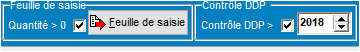 Feuille de saisie
Quantité > 0
Feuille de saisie
Contrôle DDP
Contrôle DDP >
2018